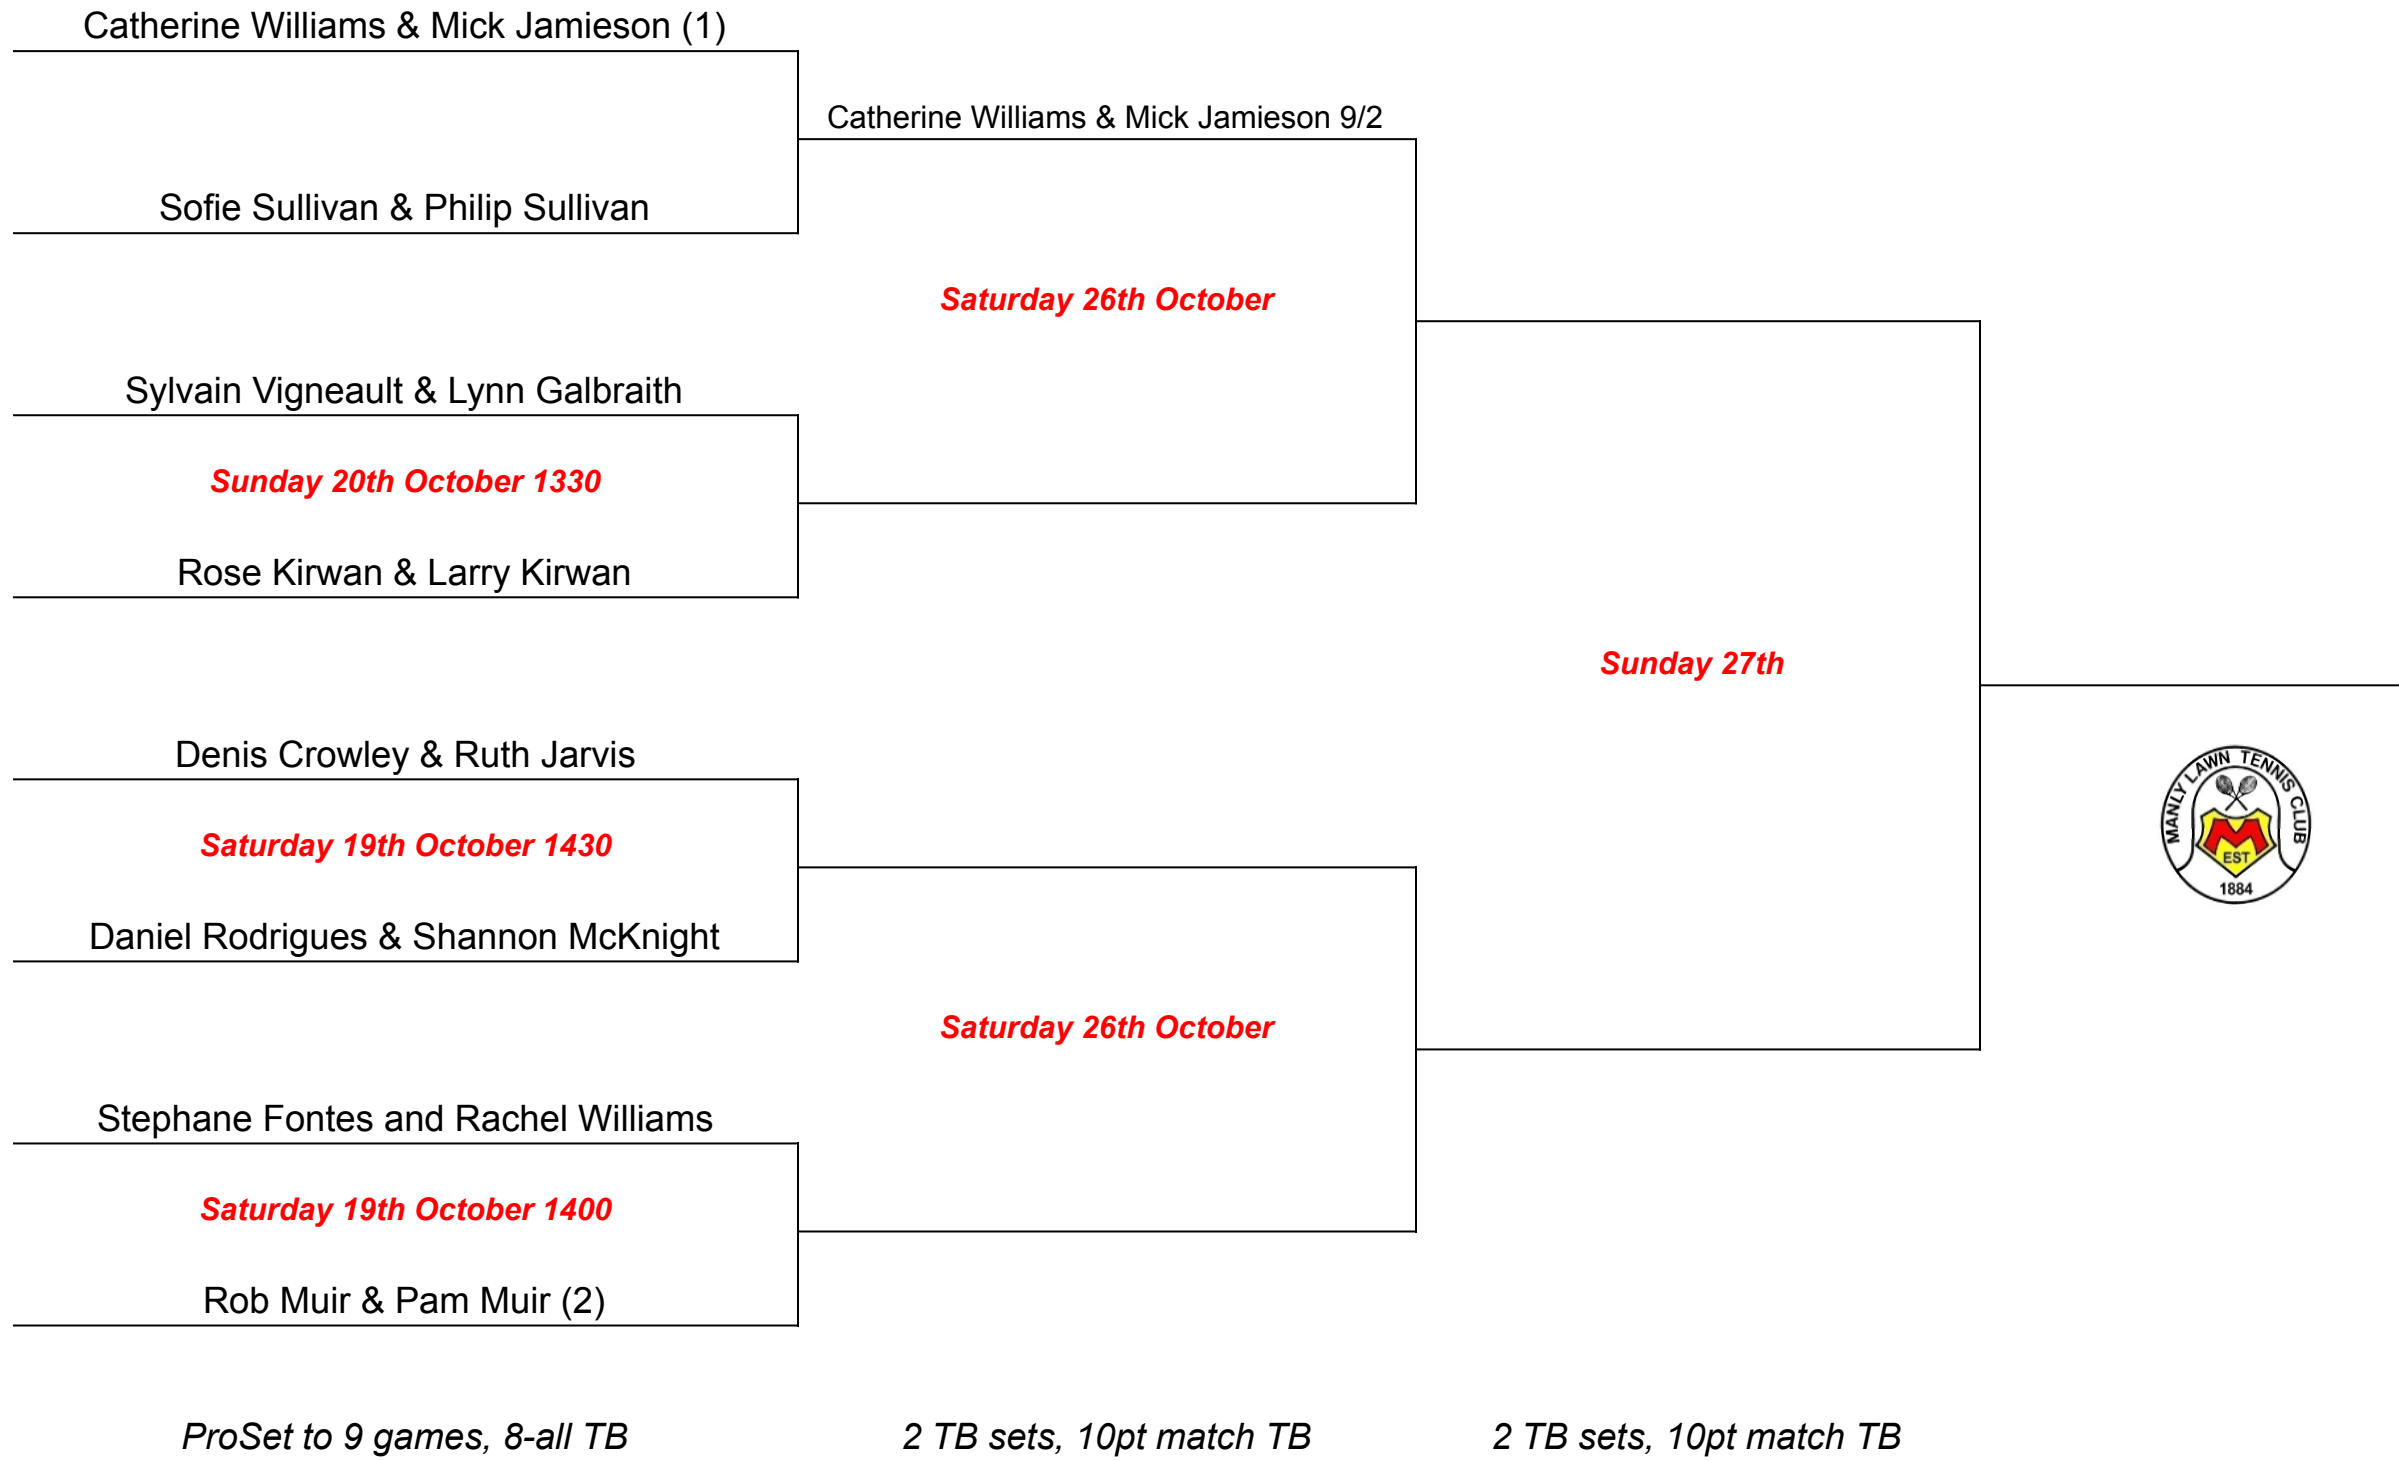 Catherine Williams & Mick Jamieson (1)
Catherine Williams & Mick Jamieson 9/2
Sofie Sullivan & Philip Sullivan
Saturday 26th October
Sylvain Vigneault & Lynn Galbraith
Sunday 20th October 1330
Rose Kirwan & Larry Kirwan
Sunday 27th
Denis Crowley & Ruth Jarvis
Saturday 19th October 1430
Daniel Rodrigues & Shannon McKnight
MANLY LAWN TENNIS CLUB
M
EST
1884
Saturday 26th October
Stephane Fontes and Rachel Williams
Saturday 19th October 1400
Rob Muir & Pam Muir (2)
ProSet to 9 games, 8-all TB
2 TB sets, 10pt match TB
2 TB sets, 10pt match TB